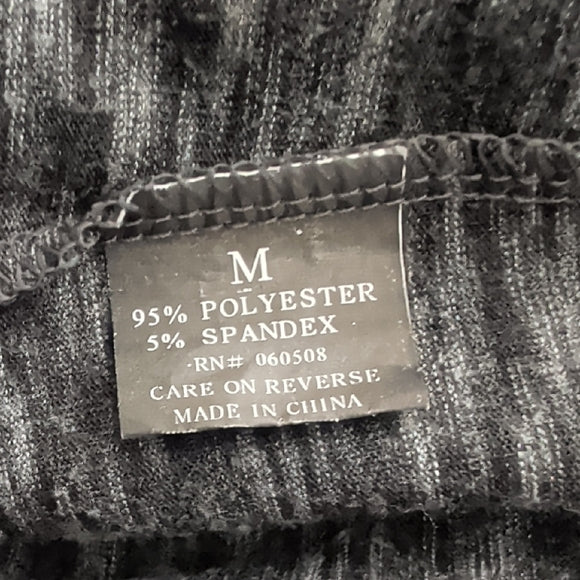 M
95% POLYESTER
5% SPANDEX
RN# 060508
CARE ON REVERSE
MADE IN CHINA